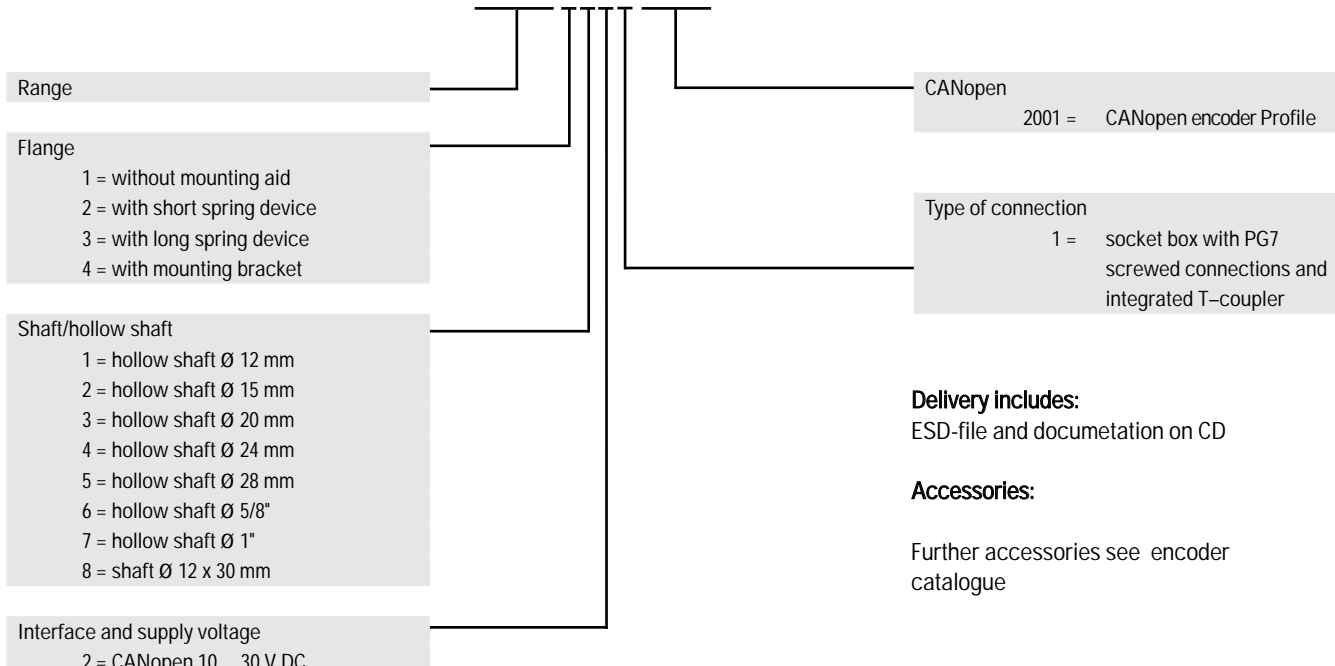 Range
Flange
1 = without mounting aid
2 = with short spring device
3 = with long spring device
4 = with mounting bracket
Shaft/hollow shaft
1 = hollow shaft Ø 12 mm
2 = hollow shaft Ø 15 mm
3 = hollow shaft Ø 20 mm
4 = hollow shaft Ø 24 mm
5 = hollow shaft Ø 28 mm
6 = hollow shaft Ø 5/8"
7 = hollow shaft Ø 1"
8 = shaft Ø 12 x 30 mm
Interface and supply voltage
2 = CANopen 10 30 V DC
CANopen
2001 = CANopen encoder Profile
Type of connection
1 = socket box with PG7
screwed connections and
integrated T–coupler
Delivery includes:
ESD-file and documetation on CD
Accessories:
Further accessories see encoder
catalogue